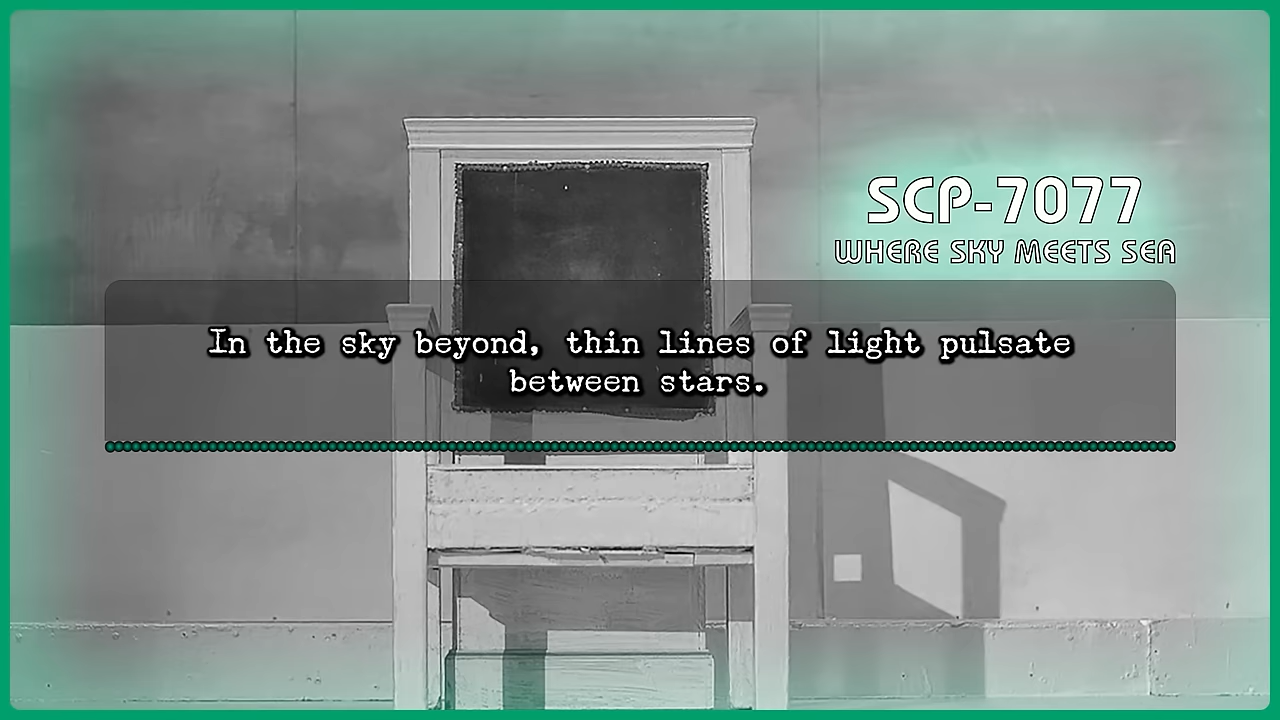 SCP-7077
WHERE SKY MEETS SEA
In the sky beyond, thin lines of light pulsate
between stars.